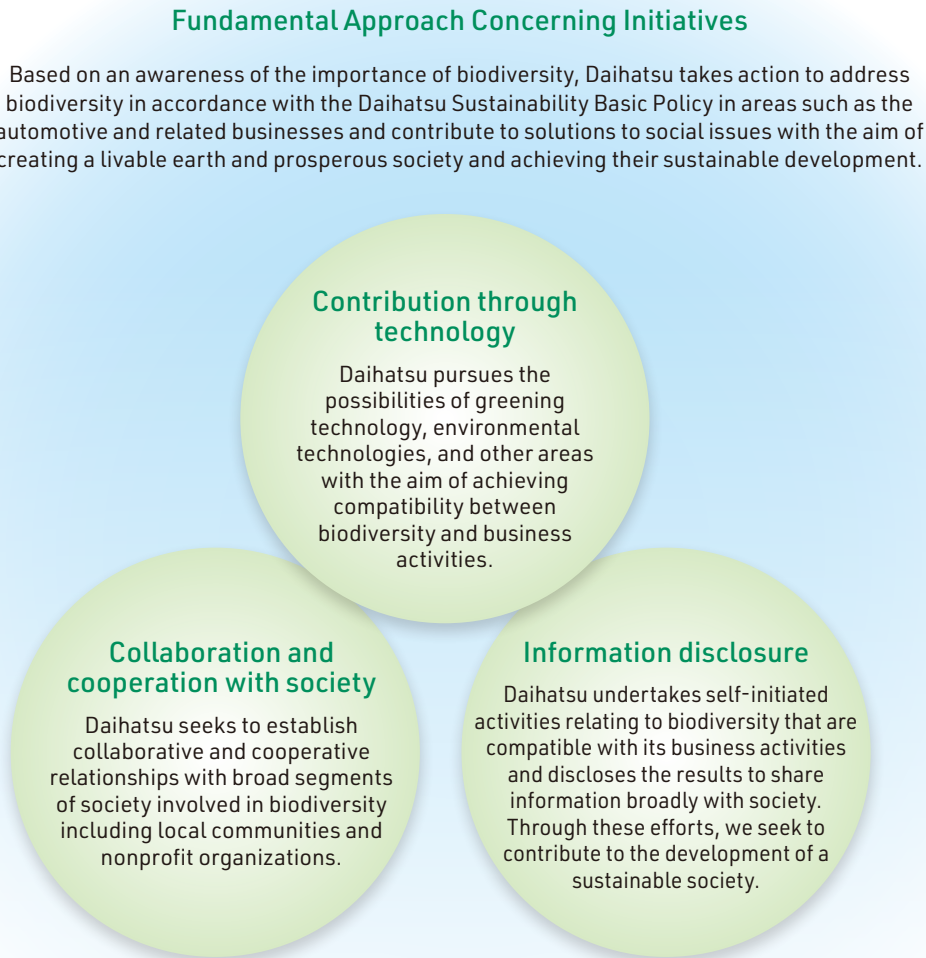 Fundamental Approach Concerning Initiatives
Based on an awareness of the importance of biodiversity, Daihatsu takes action to address
biodiversity in accordance with the Daihatsu Sustainability Basic Policy in areas such as the
automotive and related businesses and contribute to solutions to social issues with the aim of
creating a livable earth and prosperous society and achieving their sustainable development.
Contribution through
technology
Daihatsu pursues the
possibilities of greening
technology, environmental
technologies, and other areas
with the aim of achieving
compatibility between
biodiversity and business
activities.
Collaboration and
cooperation with society
Daihatsu seeks to establish
collaborative and cooperative
relationships with broad segments
of society involved in biodiversity
including local communities and
nonprofit organizations.
Information disclosure
Daihatsu undertakes self-initiated
activities relating to biodiversity that are
compatible with its business activities
and discloses the results to share
information broadly with society.
Through these efforts, we seek to
contribute to the development of a
sustainable society.